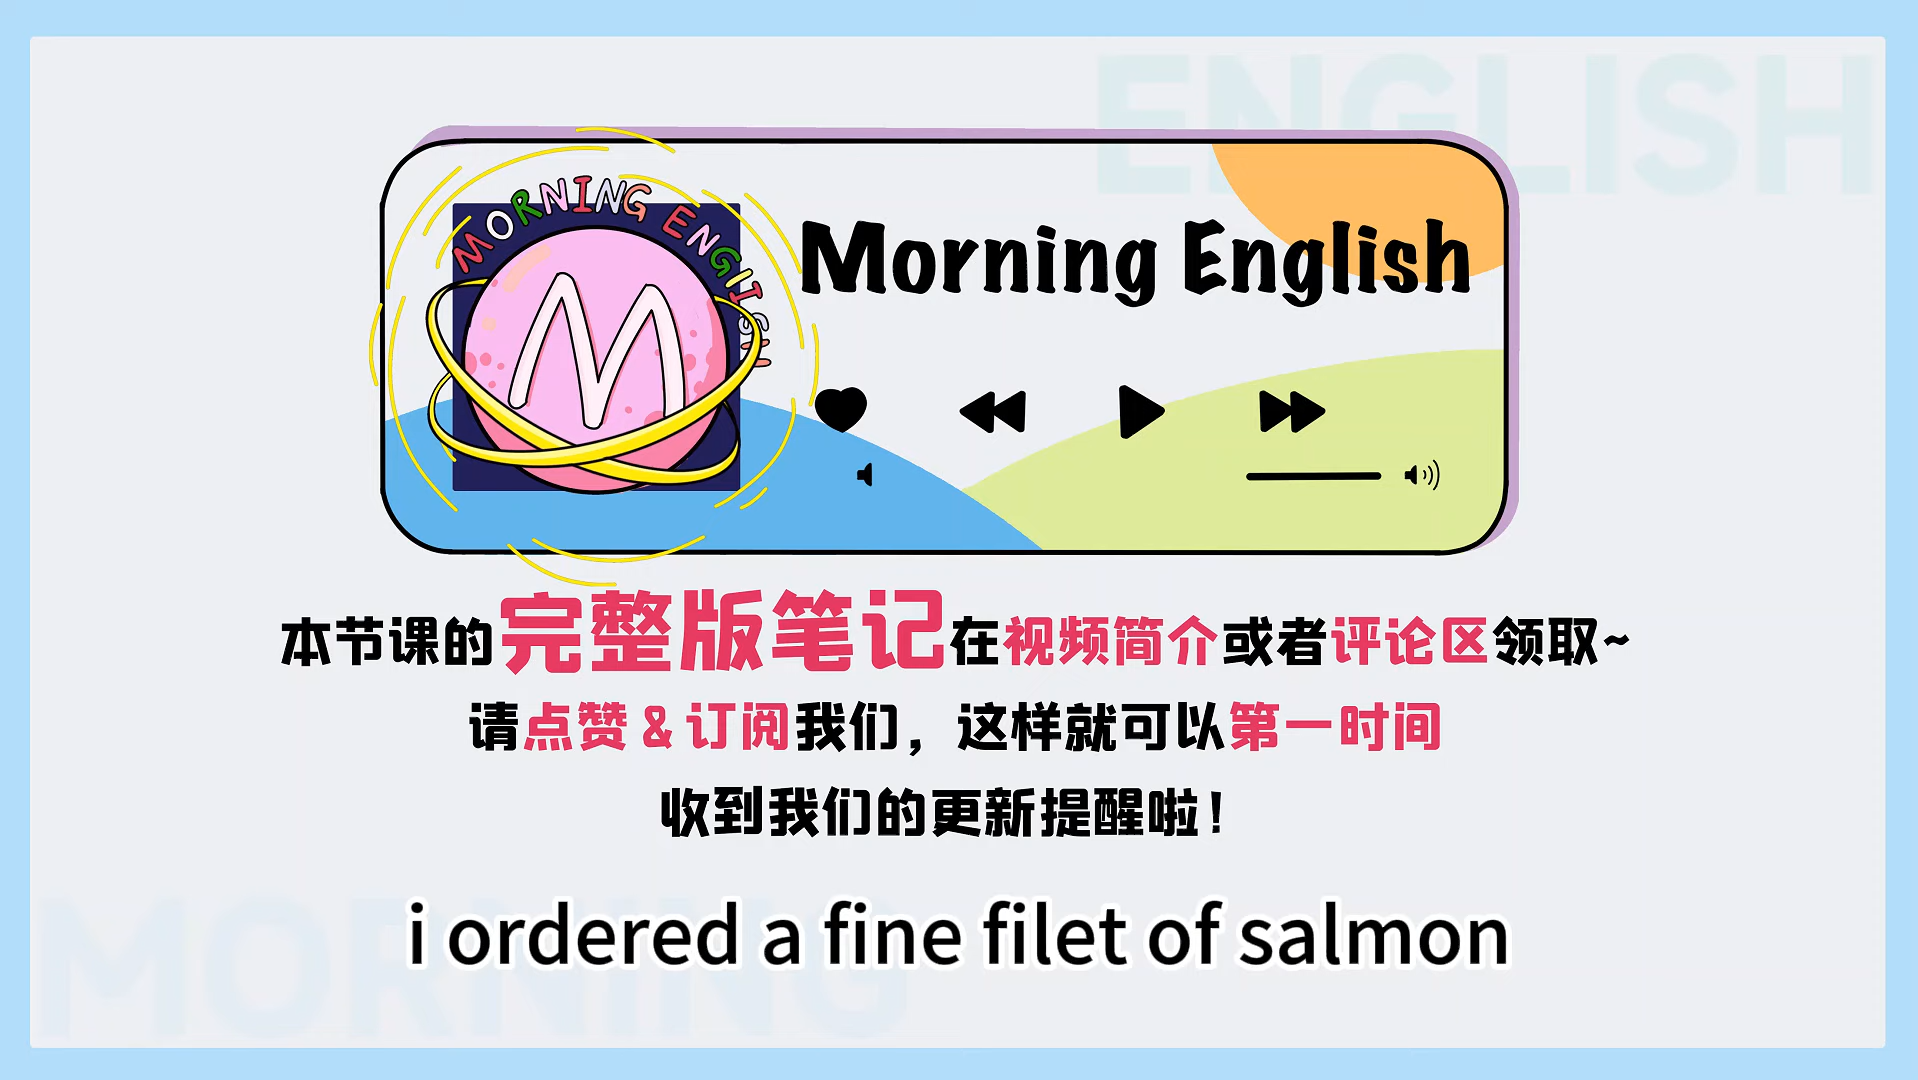 ENGLISH
MORNING ENGLISH
M
Morning English
本节课的完整版笔记在视频简介或者评论区领取~
请点赞&订阅我们，这样就可以第一时间
收到我们的更新提醒啦！
MORNING
i ordered a fine filet of salmon